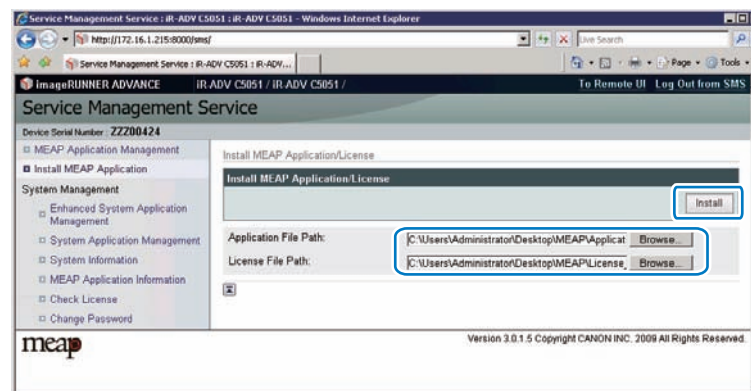 Service Management Service : iR-ADV C5051 : iR-ADV C5051 - Windows Internet Explorer
http://172.16.1.215:8000/sms/
Live Search
Service Management Service : iR-ADV C5051 : iR-ADV...
Page
Tools
imageRUNNER ADVANCE iR-ADV C5051 / iR-ADV C5051 /
To Remote UI Log Out from SMS
Service Management Service
Device Serial Number : ZZZ00424
MEAP Application Management
Install MEAP Application
System Management
Enhanced System Application
Management
System Application Management
System Information
MEAP Application Information
Check License
Change Password
Install MEAP Application/License
Install MEAP Application/License
Install
Application File Path: C:\Users\Administrator\Desktop\MEAP\Applicat Browse...
License File Path: C:\Users\Administrator\Desktop\MEAP\License_ Browse...
meap
Version 3.0.1.5 Copyright CANON INC. 2009 All Rights Reserved.